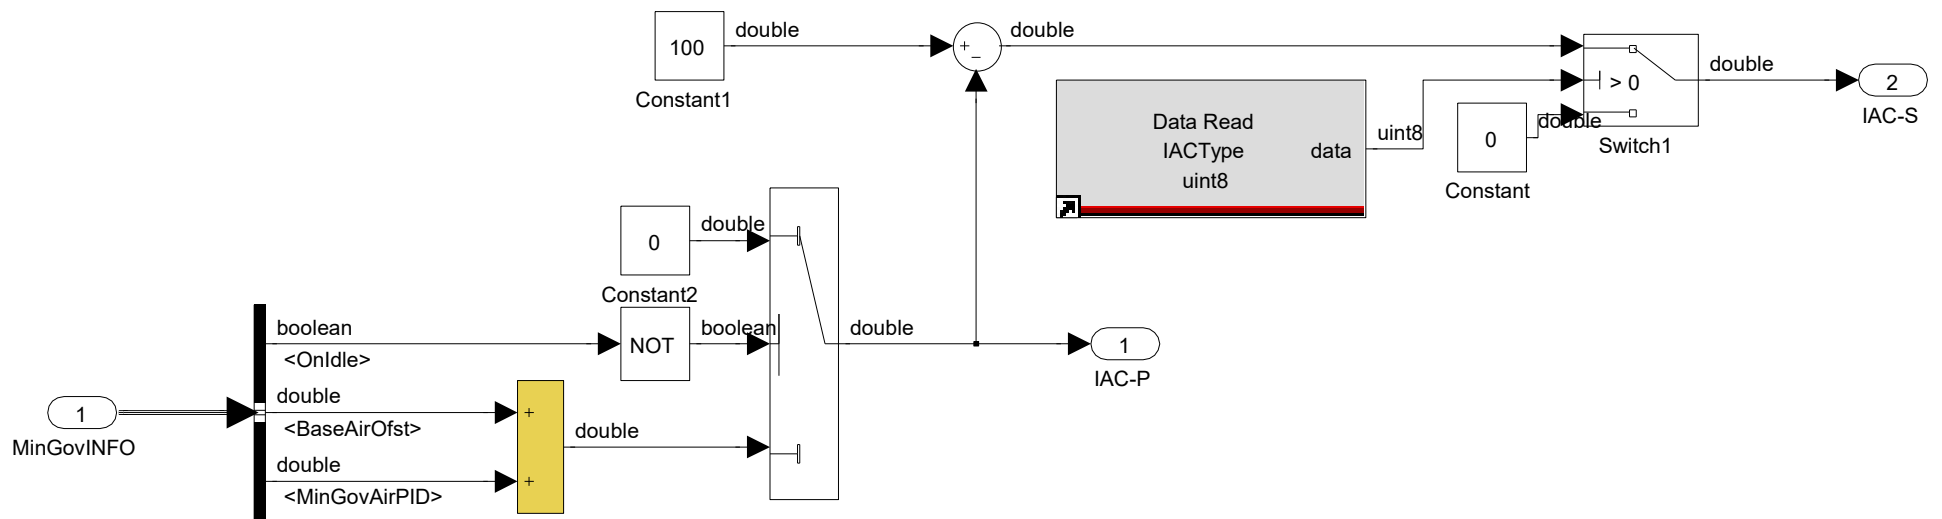 100
double
Constant1
+
−
double
Data Read
IACType
uint8
data
uint8
0
Constant
double
> 0
Switch1
double
2
IAC-S
0
double
Constant2
NOT
boolean
double
1
IAC-P
1
MinGovINFO
boolean
<OnIdle>
double
<BaseAirOfst>
double
<MinGovAirPID>
+
+
double